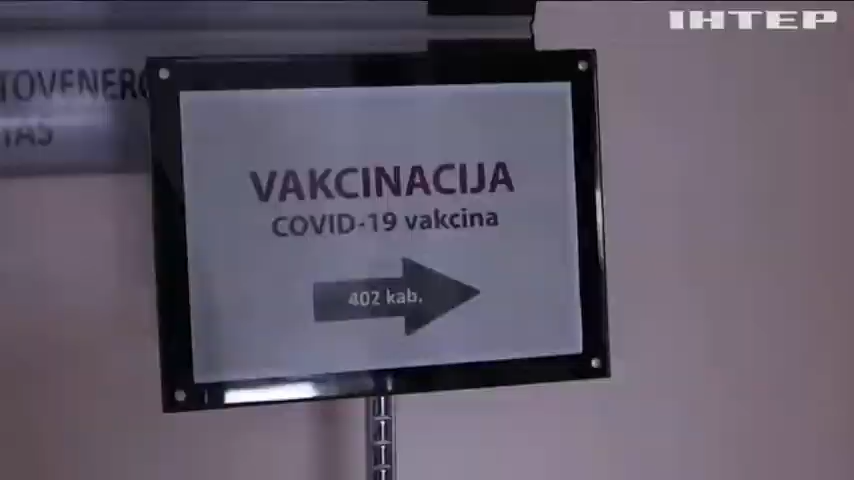 ІНТЕР
VAKCINACIJA
COVID-19 vakcina
402 kab.